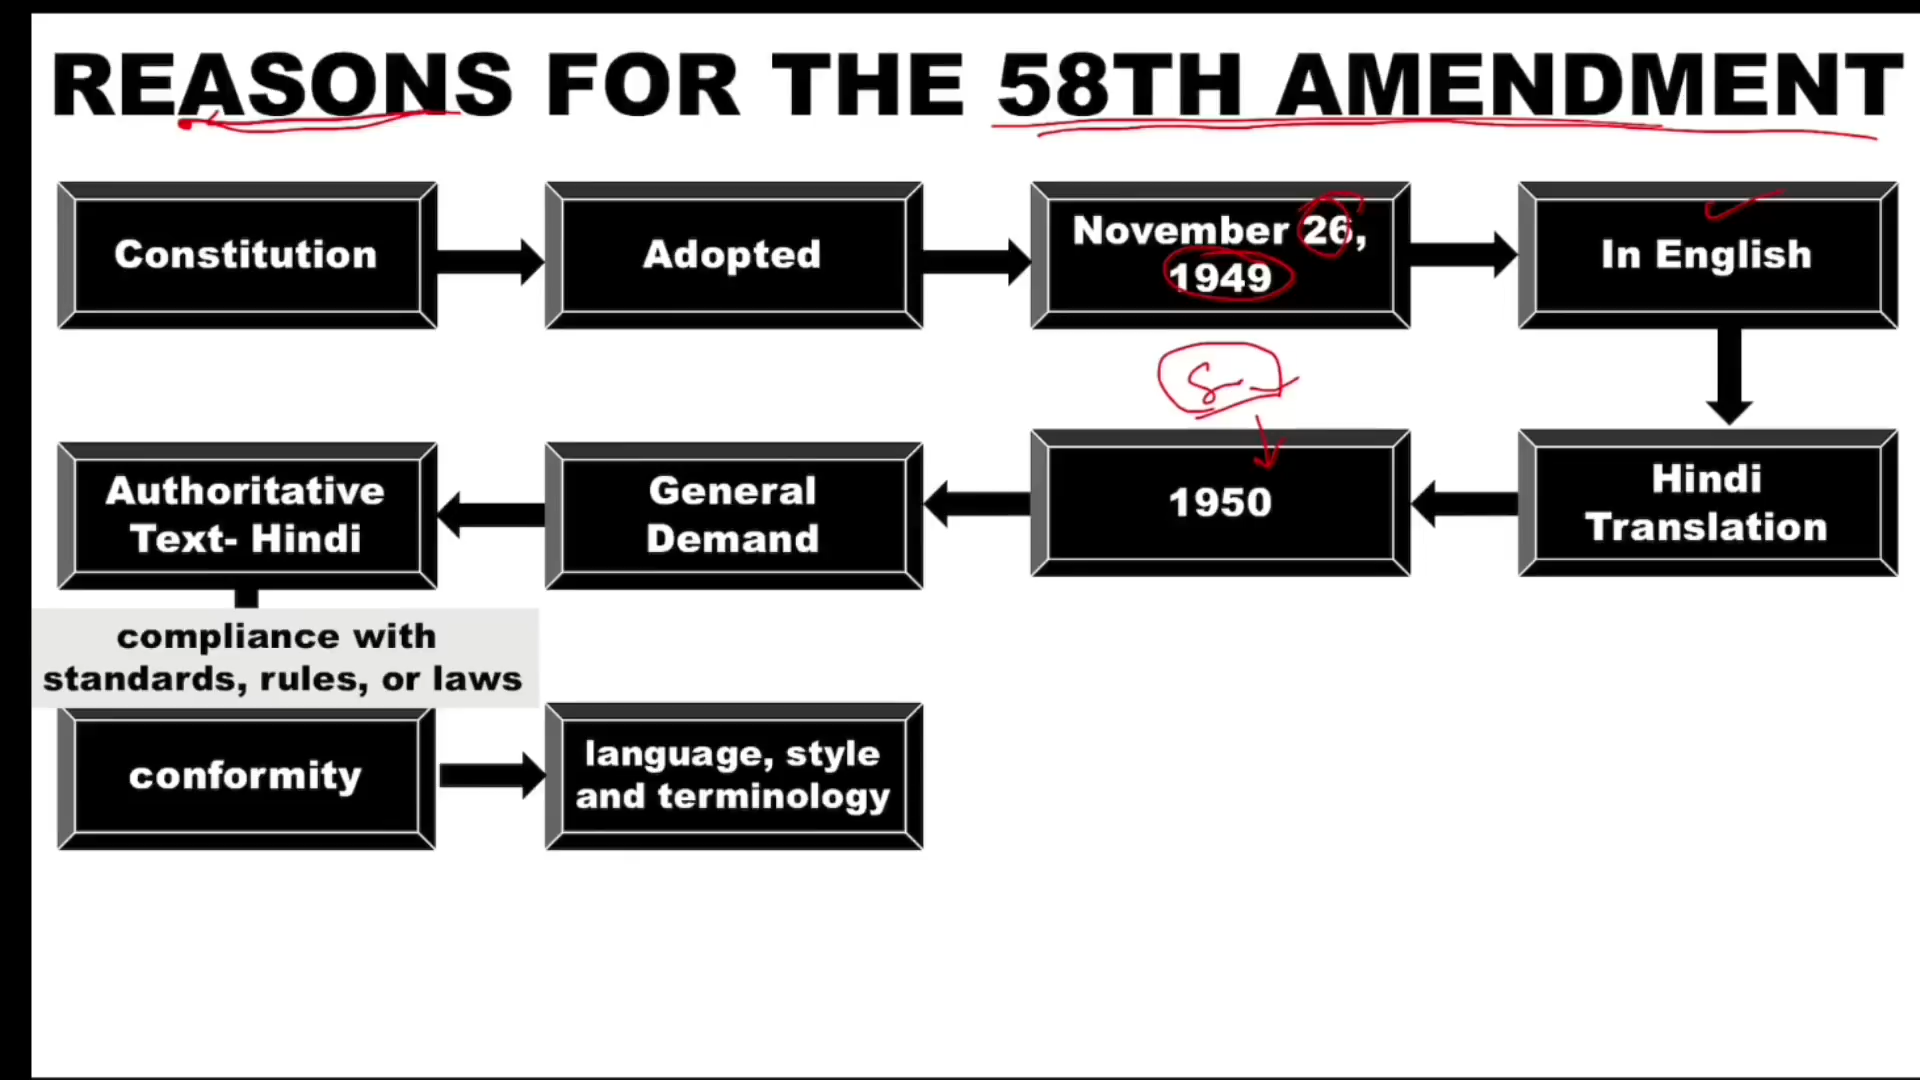 REASONS FOR THE 58TH AMENDMENT
Constitution
Adopted
November 26,
1949
In English
Hindi
Translation
1950
General
Demand
Authoritative
Text- Hindi
compliance with
standards, rules, or laws
conformity
language, style
and terminology